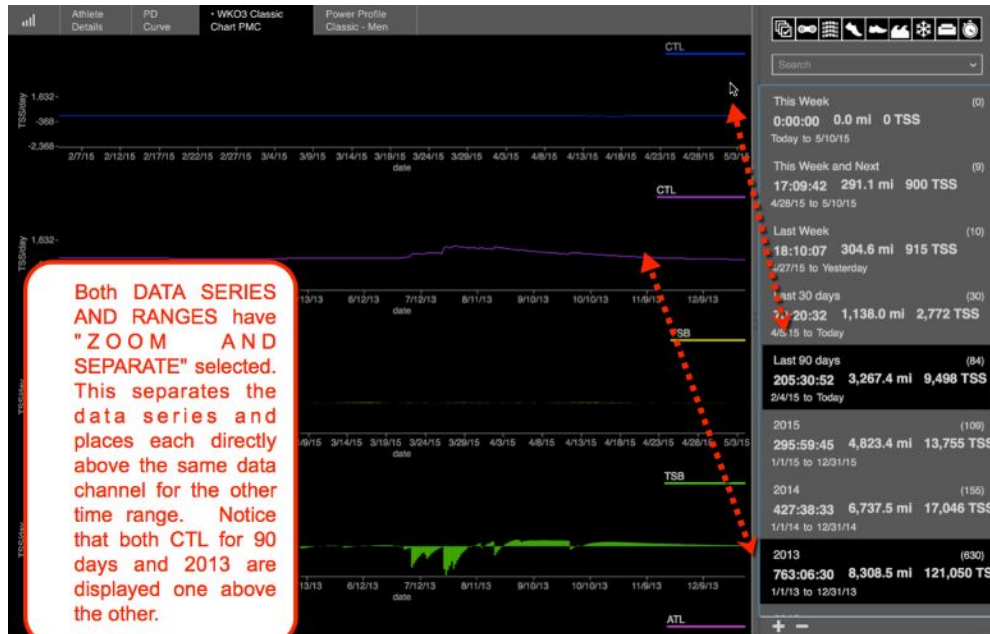 Athlete Details
PD Curve
• WKO3 Classic Chart PMC
Power Profile Classic - Men
CTL
TSS/day
1,632-
-368-
-2,368-
2/7/15 2/12/15 2/17/15 2/22/15 2/27/15 3/4/15 3/9/15 3/14/15 3/19/15 3/24/15 3/29/15 4/3/15 4/8/15 4/13/15 4/18/15 4/23/15 4/28/15 5/3/15
date
CTL
TSS/day
1,632-
13/13 6/12/13 7/12/13 8/11/13 9/10/13 10/10/13 11/9/13 12/9/13
date
TSB
3/9/15 3/14/15 3/19/15 3/24/15 3/29/15 4/3/15 4/8/15 4/13/15 4/18/15 4/23/15 4/28/15 5/3/15
date
TSB
13/13 6/12/13 7/12/13 8/11/13 9/10/13 10/10/13 11/9/13 12/9/13
date
ATL
Both DATA SERIES
AND RANGES have
"ZOOM AND
SEPARATE" selected.
This separates the
data series and
places each directly
above the same data
channel for the other
time range. Notice
that both CTL for 90
days and 2013 are
displayed one above
the other.
Search
This Week (0)
0:00:00 0.0 mi 0 TSS
Today to 5/10/15
This Week and Next (9)
17:09:42 291.1 mi 900 TSS
4/28/15 to 5/10/15
Last Week (10)
18:10:07 304.6 mi 915 TSS
4/27/15 to Yesterday
Last 30 days (30)
20:32 1,138.0 mi 2,772 TSS
4/5/15 to Today
Last 90 days (84)
205:30:52 3,267.4 mi 9,498 TSS
2/4/15 to Today
2015 (109)
295:59:45 4,823.4 mi 13,755 TSS
1/1/15 to 12/31/15
2014 (155)
427:38:33 6,737.5 mi 17,046 TSS
1/1/14 to 12/31/14
2013 (630)
763:06:30 8,308.5 mi 121,050 TS
1/1/13 to 12/31/13